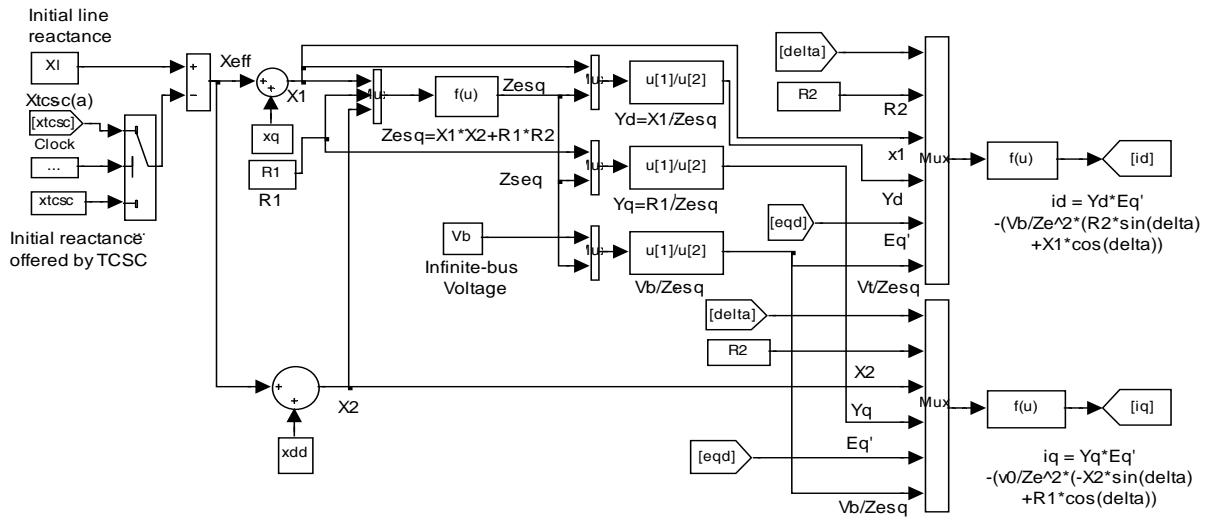 Initial line
reactance
Xl
Xtcsc(a)
[xtcsc]
Clock
...
xtcsc
Initial reactance
offered by TCSC
+
−
Xeff
+
+
X1
xq
R1
R1
Mux
f(u)
Zesq
Zesq=X1*X2+R1*R2
Zseq
Vb
Infinite-bus
Voltage
u[1]/u[2]
Yd=X1/Zesq
u[1]/u[2]
Yq=R1/Zesq
u[1]/u[2]
Vb/Zesq
+
+
X2
xdd
[delta]
R2
R2
x1
Yd
[eqd]
Eq'
Vt/Zesq
Mux
f(u)
[id]
id = Yd*Eq'
-(Vb/Ze^2*(R2*sin(delta)
+X1*cos(delta))
[delta]
R2
X2
Yq
[eqd]
Eq'
Vb/Zesq
Mux
f(u)
[iq]
iq = Yq*Eq'
-(v0/Ze^2*(-X2*sin(delta)
+R1*cos(delta))